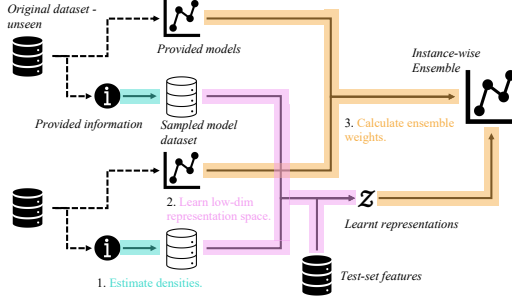 Original dataset -
unseen
Provided models
Instance-wise
Ensemble
Provided information
Sampled model
dataset
3. Calculate ensemble
weights.
2. Learn low-dim
representation space.
z
Learnt representations
1. Estimate densities.
Test-set features